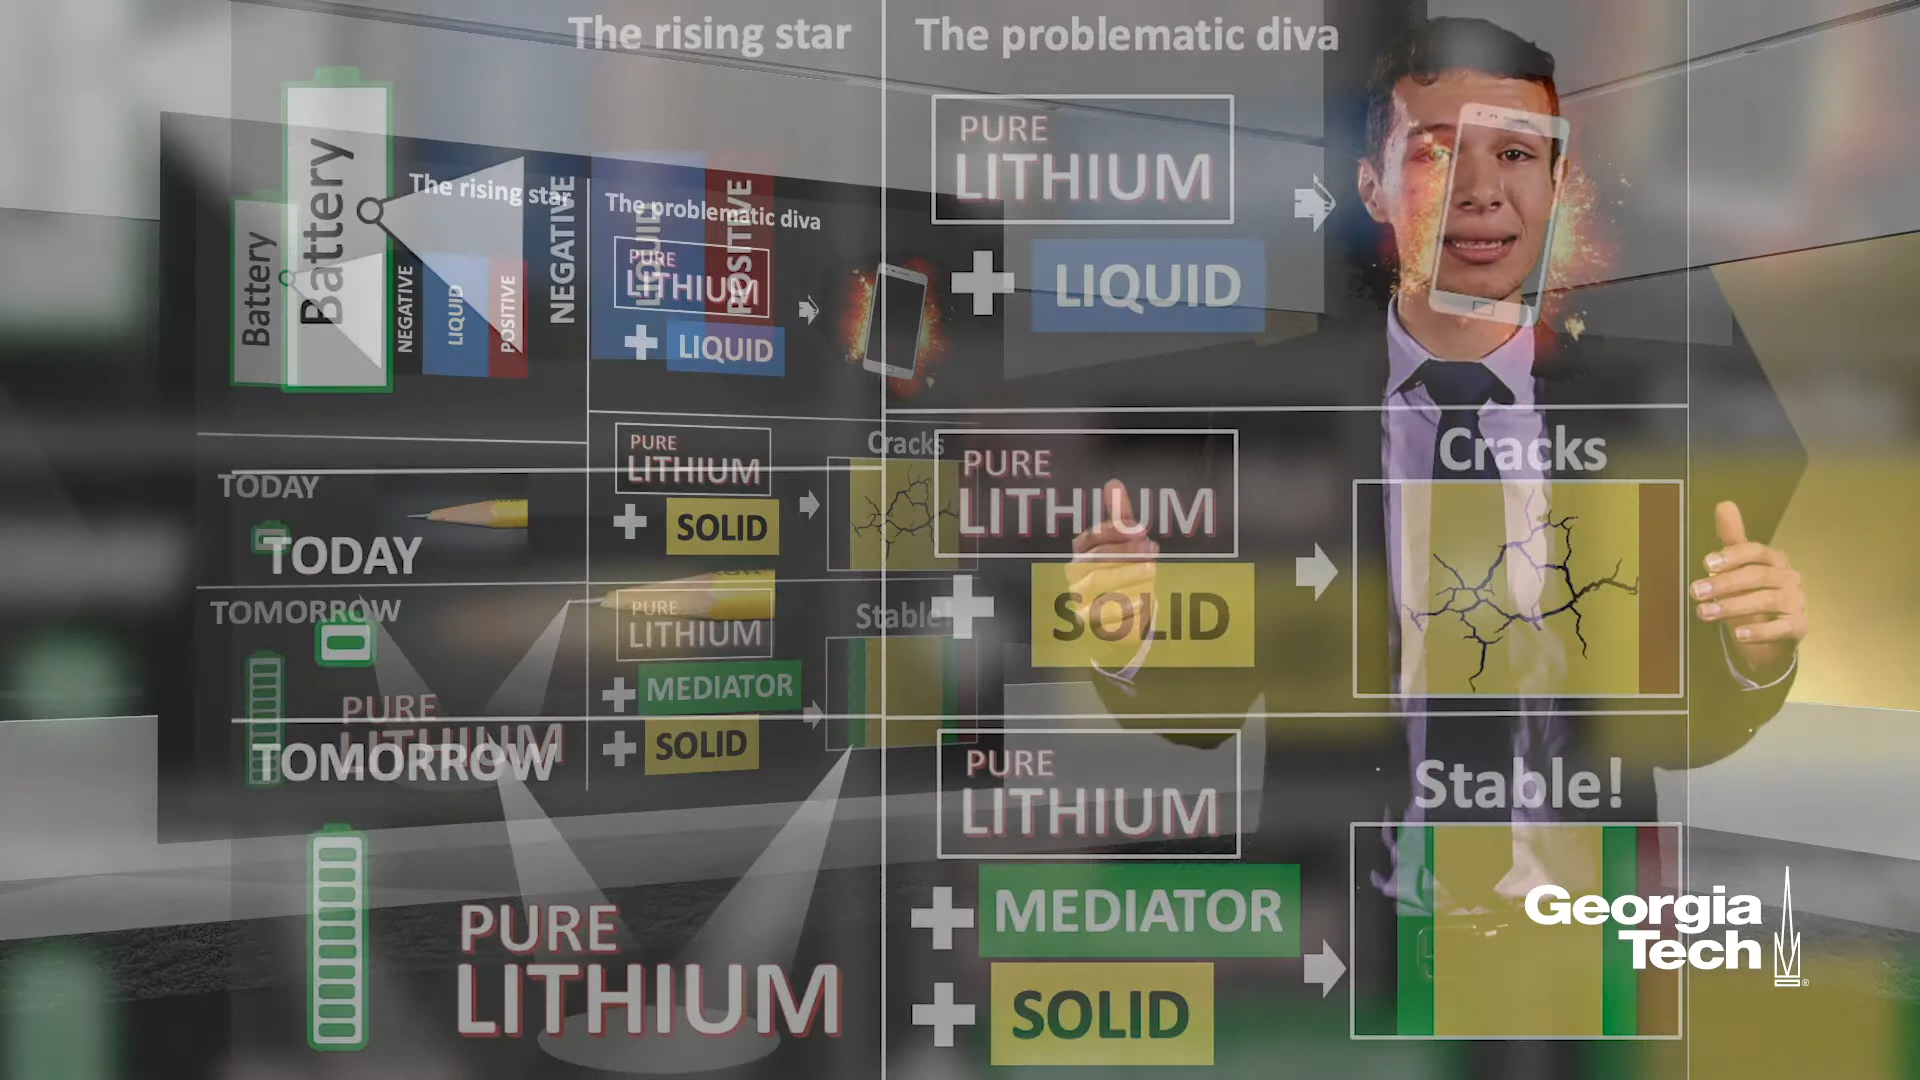 The rising star
The problematic diva
Battery
NEGATIVE
LIQUID
POSITIVE
PURE
LITHIUM
LIQUID
TODAY
PURE
LITHIUM
SOLID
Cracks
TOMORROW
PURE
LITHIUM
PURE
LITHIUM
MEDIATOR
SOLID
Stable!
The rising star
The problematic diva
Battery
NEGATIVE
LIQUID
POSITIVE
PURE
LITHIUM
LIQUID
TODAY
PURE
LITHIUM
SOLID
Cracks
TOMORROW
PURE
LITHIUM
PURE
LITHIUM
MEDIATOR
SOLID
Stable!
Georgia
Tech